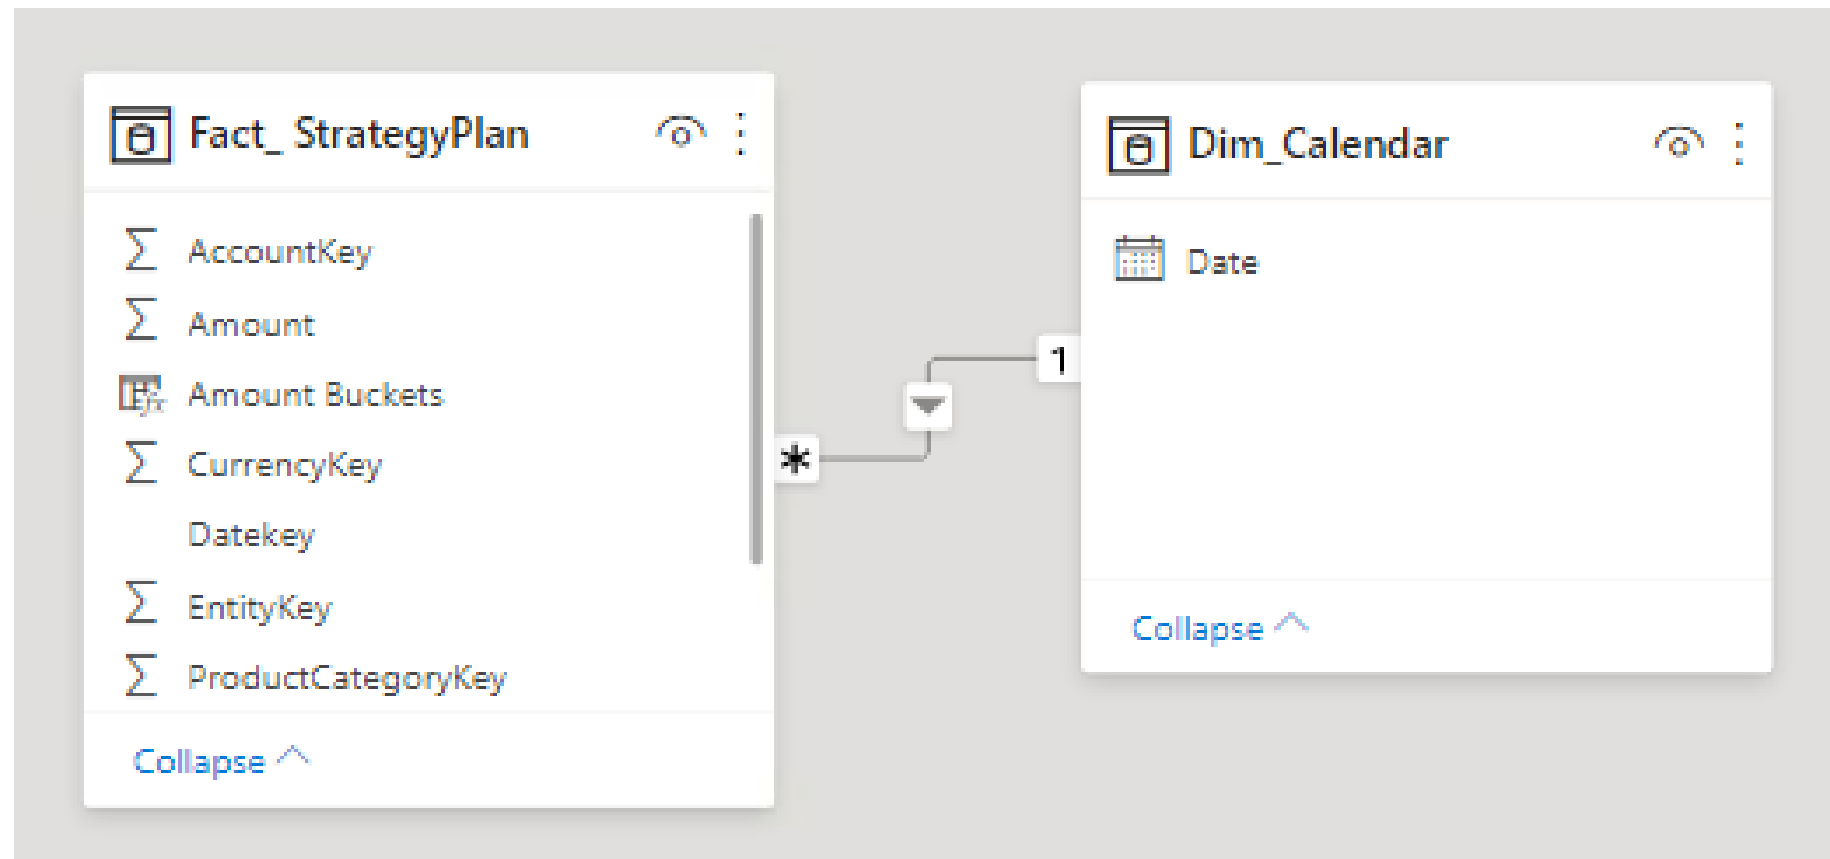 Fact_ StrategyPlan
AccountKey
Amount
Amount Buckets
CurrencyKey
Datekey
EntityKey
ProductCategoryKey
Collapse
*
1
Dim_Calendar
Date
Collapse